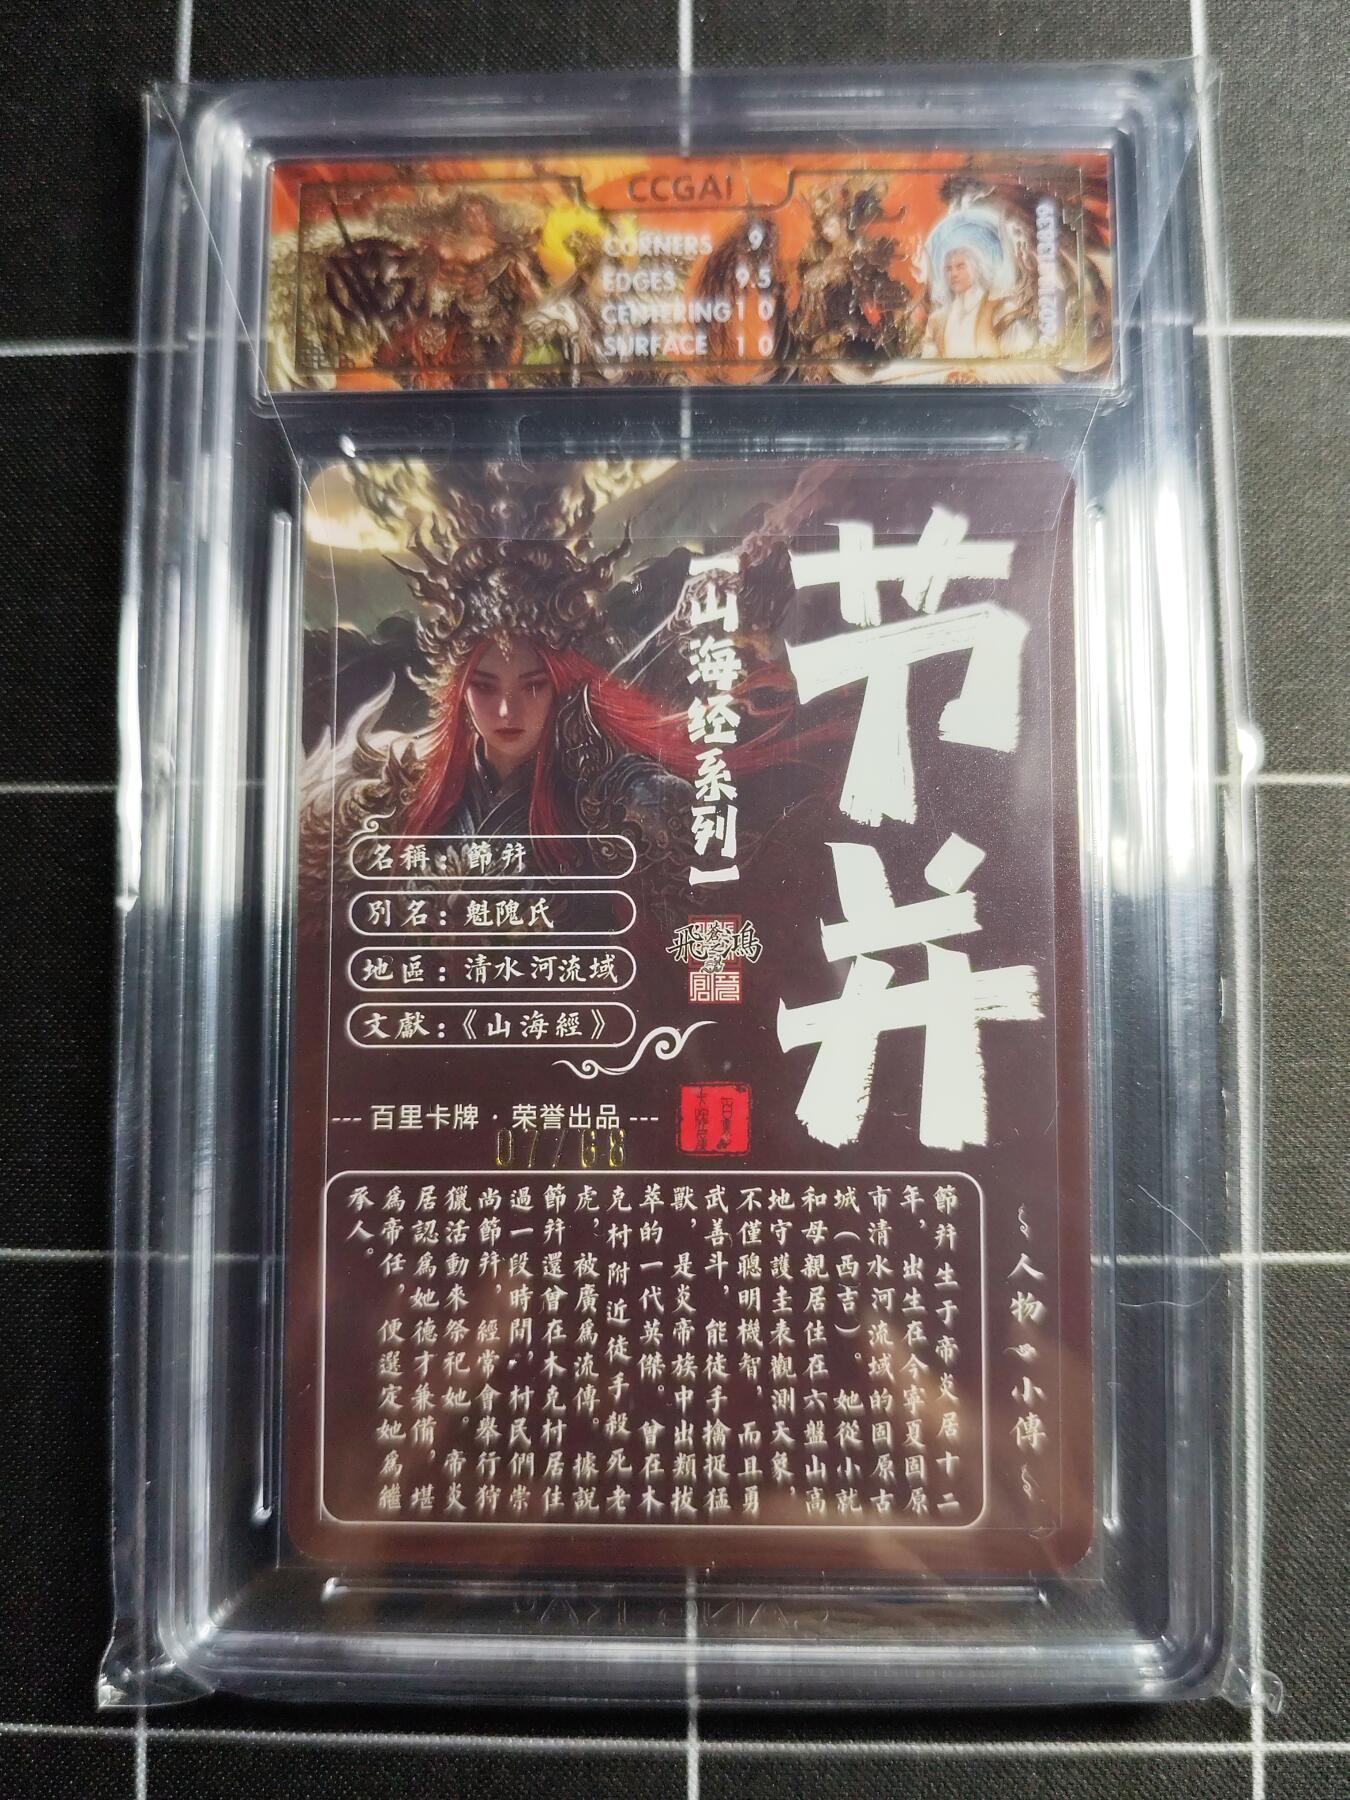 CCGAI
CORNERS 9
EDGES 9.5
CENTERING 10
SURFACE 10
节并
【山海经系列】
飛鴻
名稱：節并
別名：魁隗氏
地區：清水河流域
文獻：《山海經》
--- 百里卡牌 · 荣誉出品 ---
07/68
人物小傳
節并生于帝炎居十二
年，出生在今寧夏固原
市清水河流域的固原古
城（西吉）。她從小就
和母親居住在六盤山高
地守護圭表觀測天象，
不僅聰明機智，而且勇
武善斗，能徒手擒捉猛
獸，是炎帝族中出類拔
萃的一代英傑。曾在木
克村附近徒手殺死老
虎，被廣爲流傳。據說
節并還曾在木克村居住
過一段時間，村民們崇
尚節并，經常會舉行狩
獵活動來祭祀她。帝炎
居認爲她德才兼備，堪
爲帝任，便選定她爲繼
承人。